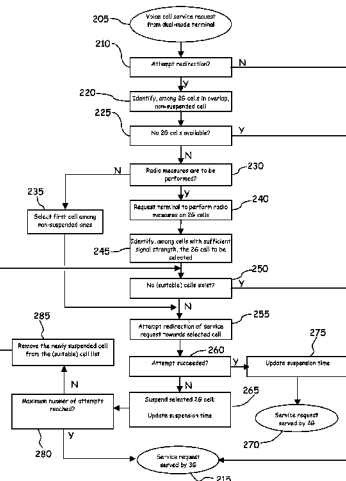 205
Voice call service request
from dual-mode terminal
210
Attempt redirection?
N
Y
220
Identify, among 2G cells in overlap,
non-suspended cell
225
No 2G cells available?
Y
N
230
Radio measures are to be
performed?
N
Y
235
Select first cell among
non-suspended ones
240
Request terminal to perform radio
measures on 2G cells
245
Identify, among cells with sufficient
signal strength, the 2G cell to be
selected
250
No (suitable) cells exist?
Y
N
255
Attempt redirection of service
request towards selected cell
285
Remove the newly suspended cell
from the (suitable) cell list
260
Attempt succeeded?
Y
275
Update suspension time
N
N
265
Suspend selected 2G cell
Update suspension time
Maximum number of attempts
reached?
280
Service request
served by 2G
270
Y
Service request
served by 3G
215